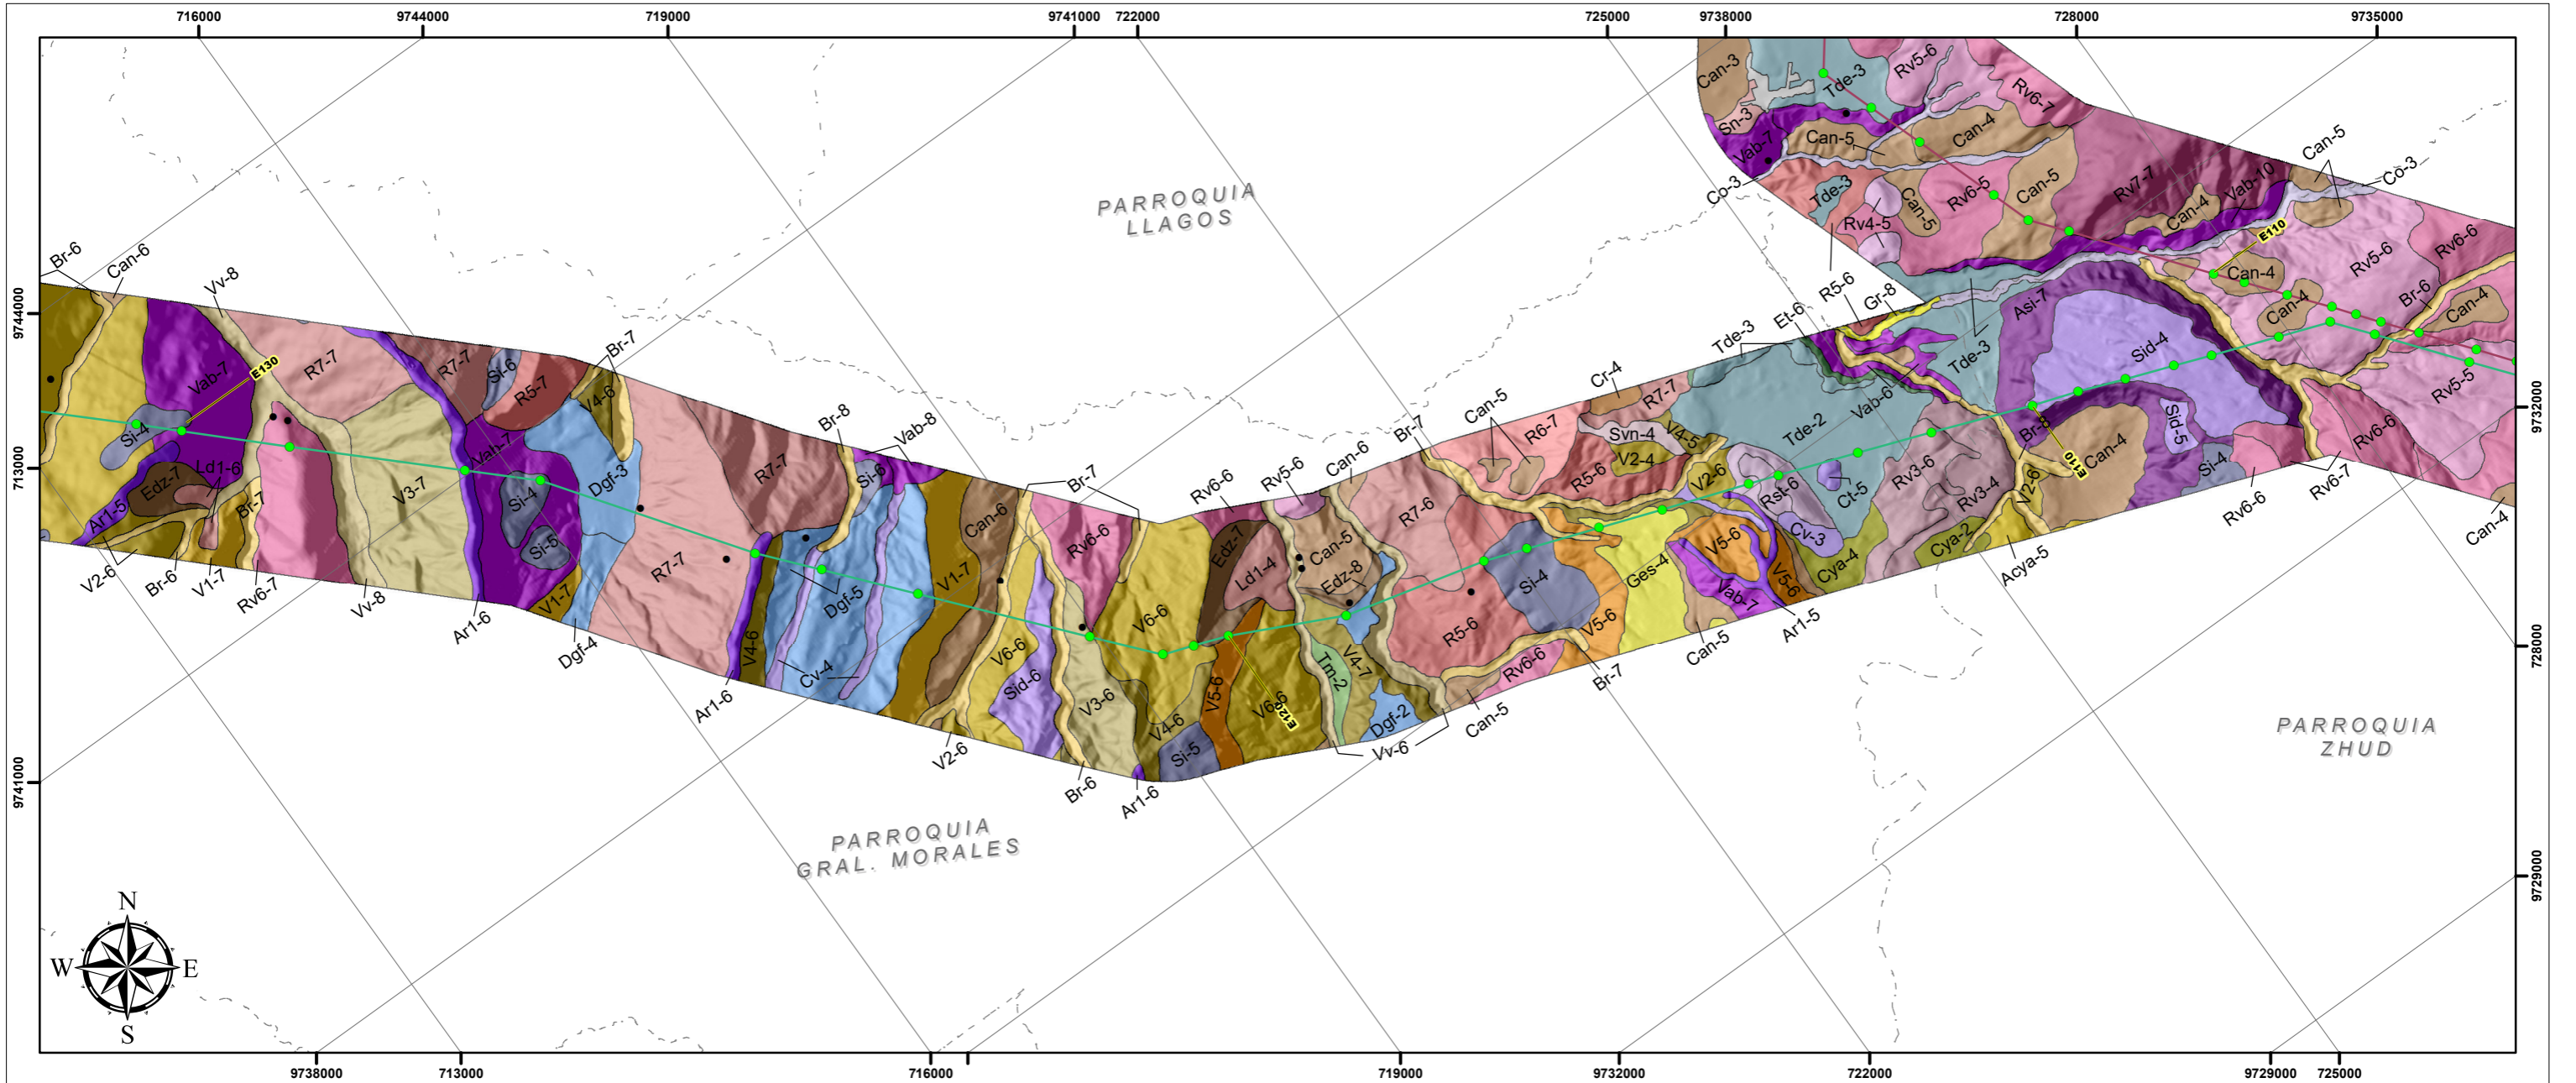 716000
9744000
719000
9741000
722000
725000
9738000
728000
9735000
Can-3
Tde-3
Rv5-6
Rv6-7
Sn-3
Vab-7
Can-5
Can-4
Co-3
Tde-3
Rv4-5
Can-5
Rv6-5
Can-5
Rv7-7
Can-4
Vab-10
Can-5
Co-3
E110
Can-4
Rv5-6
Rv6-6
Can-4
Br-6
Can-4
R5-6
Gr-8
Et-6
Tde-3
Tde-3
Asi-7
Sid-4
Rv5-5
PARROQUIA
LLAGOS
Br-6
Can-6
Vv-8
9744000
Vab-7
E130
R7-7
R7-7
Si-6
R5-7
Br-7
V4-6
Si-4
Ld1-6
Edz-7
Ar1-5
Br-7
V3-7
Vab-7
Si-4
Si-5
Dgf-3
R7-7
R7-7
Br-8
Si-6
Vab-8
713000
V2-6
Br-6
V1-7
Rv6-7
Vv-8
Ar1-6
V1-7
Dgf-4
Ar1-6
V4-6
Dgf-5
Cv-4
V1-7
Can-6
Br-7
V6-6
Sid-6
V2-6
Rv6-6
V3-6
Br-6
Ar1-6
V6-6
V4-6
Si-5
V5-6
V6-6
E120
Edz-7
Ld1-4
Rv6-6
Rv5-6
Can-6
Can-5
Edz-8
Tm-2
V4-7
Dgf-2
Vv-6
Br-7
R7-6
Can-5
R6-7
Cr-4
R7-7
Svn-4
V4-5
V2-4
R5-6
V2-6
R5-6
Si-4
Rv6-6
Can-5
Br-7
V5-6
Ges-4
V5-6
Vab-7
Can-5
V5-6
Ar1-5
Rst-6
Cv-3
Ct-5
Tde-2
Vab-6
Cya-4
Rv3-6
Rv3-4
Cya-2
Acya-5
V2-6
Br-8
E110
Can-4
Sid-5
Si-4
Rv6-6
Rv6-6
Rv6-7
Can-4
9732000
728000
9729000
9741000
PARROQUIA
GRAL. MORALES
PARROQUIA
ZHUD
N
W
E
S
9738000
713000
716000
719000
9732000
722000
9729000
725000